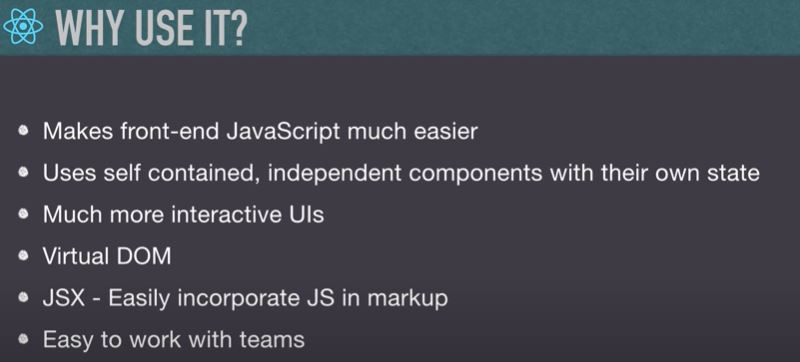 WHY USE IT?
Makes front-end JavaScript much easier
Uses self contained, independent components with their own state
Much more interactive UIs
Virtual DOM
JSX - Easily incorporate JS in markup
Easy to work with teams